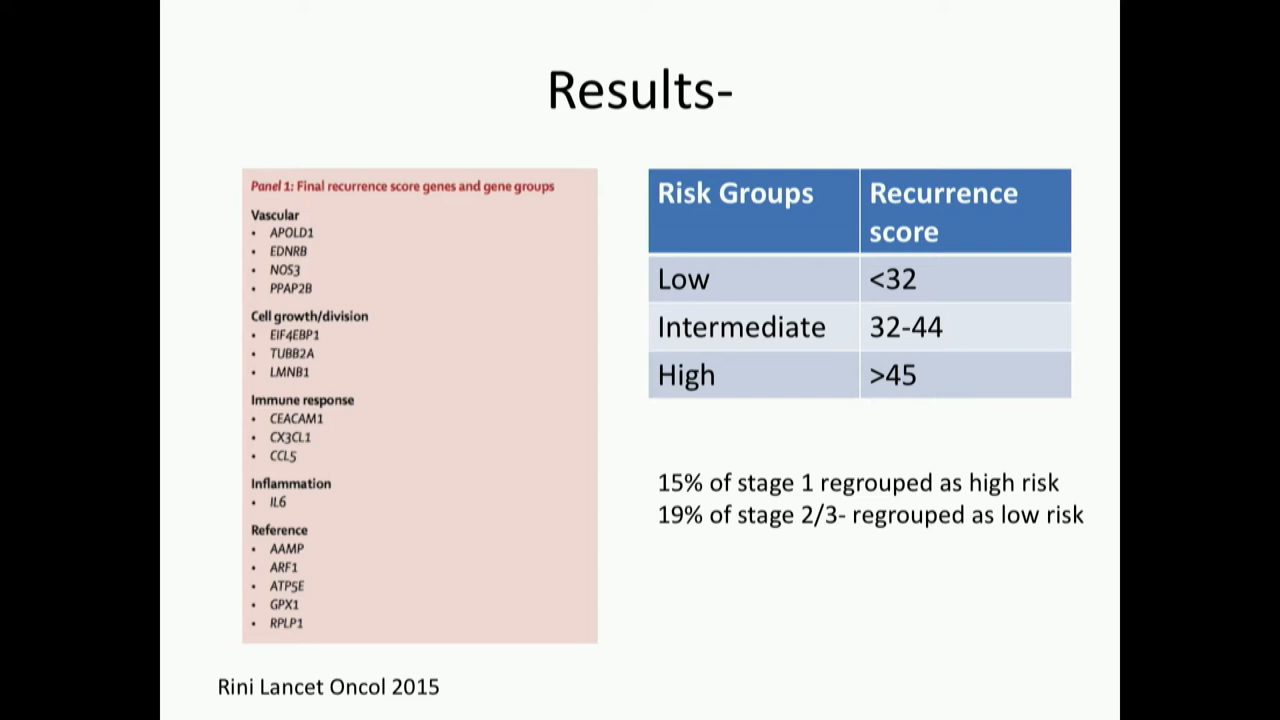 Results-
Panel 1: Final recurrence score genes and gene groups
Vascular
• APOLD1
• EDNRB
• NOS3
• PPAP2B
Cell growth/division
• EIF4EBP1
• TUBB2A
• LMNB1
Immune response
• CEACAM1
• CX3CL1
• CCL5
Inflammation
• IL6
Reference
• AAMP
• ARF1
• ATP5E
• GPX1
• RPLP1
Risk Groups Recurrence
score
Low <32
Intermediate 32-44
High >45
15% of stage 1 regrouped as high risk
19% of stage 2/3- regrouped as low risk
Rini Lancet Oncol 2015